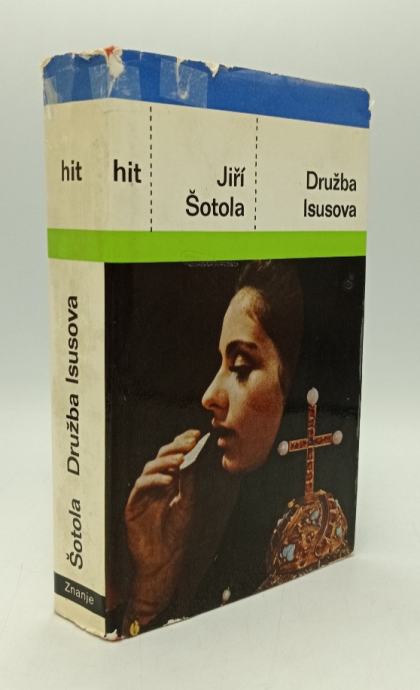 hit
Šotola Družba Isusova
Znanje
hit
Jiří
Šotola
Družba
Isusova